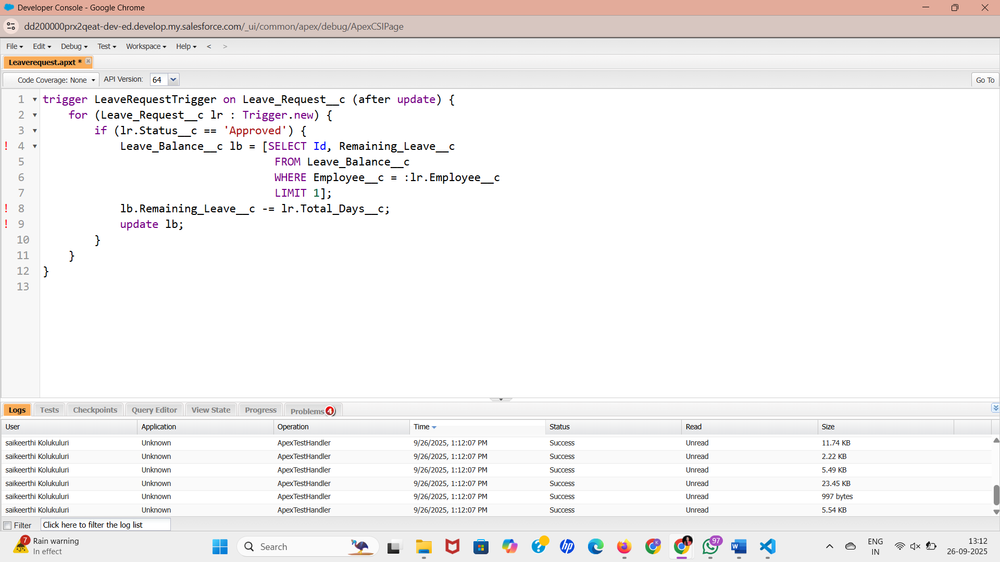 Developer Console - Google Chrome
dd200000prx2qeat-dev-ed.develop.my.salesforce.com/_ui/common/apex/debug/ApexCSIPage
File Edit Debug Test Workspace Help < >
Leaverequest.apxt *
Code Coverage: None API Version: 64 Go To
1 trigger LeaveRequestTrigger on Leave_Request__c (after update) {
2 for (Leave_Request__c lr : Trigger.new) {
3 if (lr.Status__c == 'Approved') {
! 4 Leave_Balance__c lb = [SELECT Id, Remaining_Leave__c
5 FROM Leave_Balance__c
6 WHERE Employee__c = :lr.Employee__c
7 LIMIT 1];
! 8 lb.Remaining_Leave__c -= lr.Total_Days__c;
! 9 update lb;
10 }
11 }
12 }
13
Logs Tests Checkpoints Query Editor View State Progress Problems 4
User Application Operation Time Status Read Size
saikeerthi Kolukuluri Unknown ApexTestHandler 9/26/2025, 1:12:07 PM Success Unread 11.74 KB
saikeerthi Kolukuluri Unknown ApexTestHandler 9/26/2025, 1:12:07 PM Success Unread 2.22 KB
saikeerthi Kolukuluri Unknown ApexTestHandler 9/26/2025, 1:12:07 PM Success Unread 5.49 KB
saikeerthi Kolukuluri Unknown ApexTestHandler 9/26/2025, 1:12:07 PM Success Unread 23.45 KB
saikeerthi Kolukuluri Unknown ApexTestHandler 9/26/2025, 1:12:07 PM Success Unread 997 bytes
saikeerthi Kolukuluri Unknown ApexTestHandler 9/26/2025, 1:12:07 PM Success Unread 5.54 KB
Filter Click here to filter the log list
7 Rain warning
In effect
Search
hp
K
97
W
ENG
IN
13:12
26-09-2025